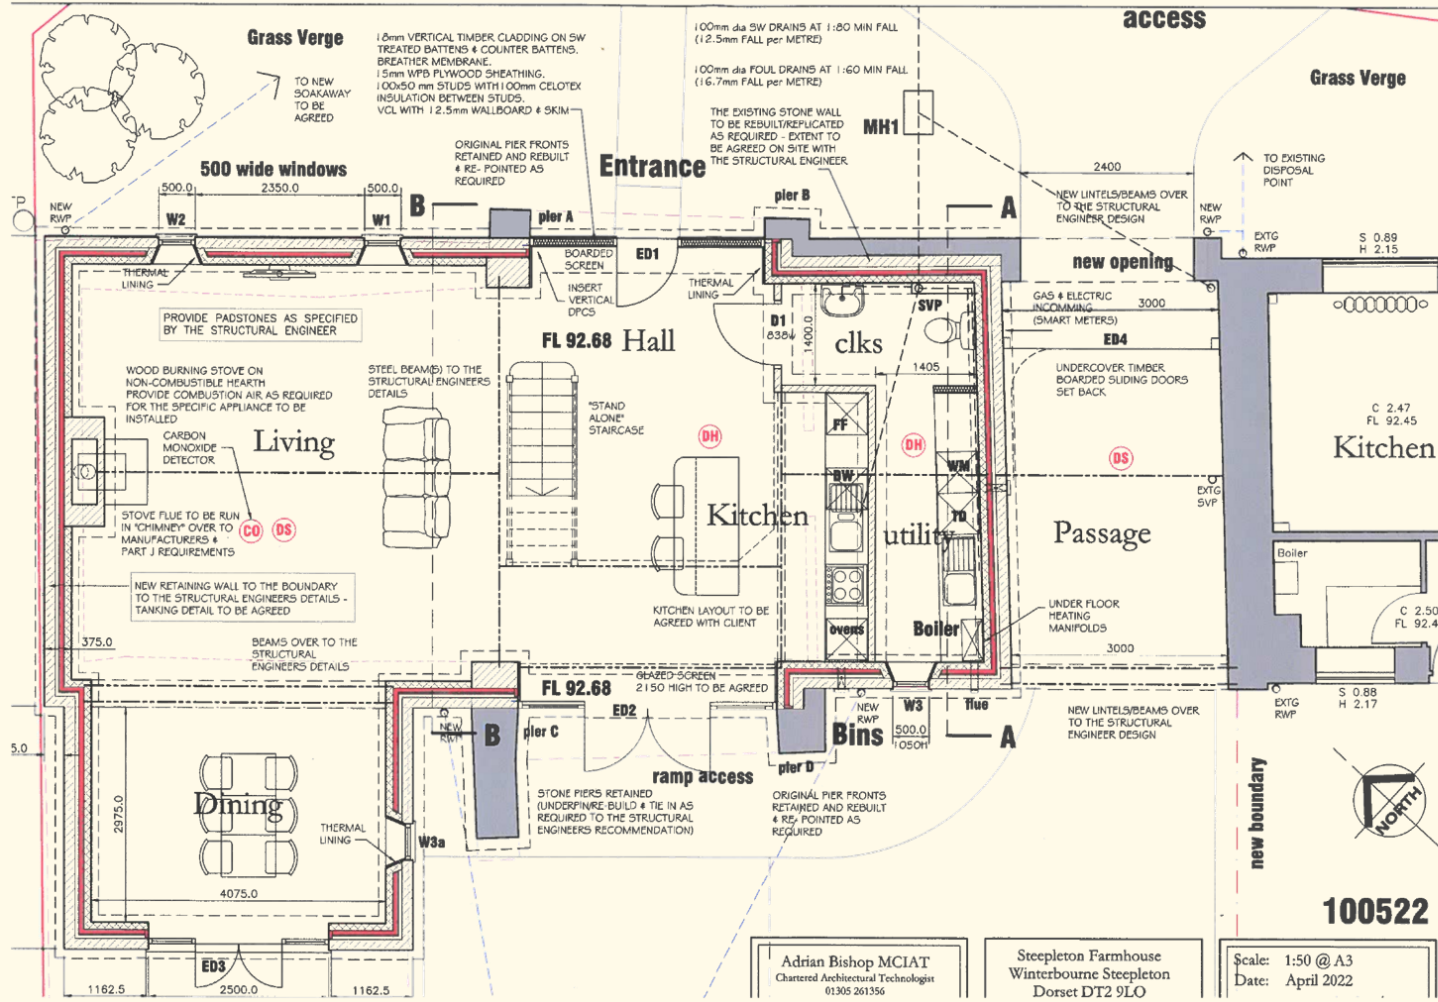 access
Grass Verge
18mm VERTICAL TIMBER CLADDING ON SW
TREATED BATTENS & COUNTER BATTENS.
BREATHER MEMBRANE.
15mm WPB PLYWOOD SHEATHING.
100x50 mm STUDS WITH 100mm CELOTEX
INSULATION BETWEEN STUDS.
VCL WITH 12.5mm WALLBOARD & SKIM
100mm dia SW DRAINS AT 1:80 MIN FALL
(12.5mm FALL per METRE)
100mm dia FOUL DRAINS AT 1:60 MIN FALL
(16.7mm FALL per METRE)
Grass Verge
TO NEW
SOAKAWAY
TO BE
AGREED
MH1
THE EXISTING STONE WALL
TO BE REBUILT/REPLICATED
AS REQUIRED - EXTENT TO
BE AGREED ON SITE WITH
THE STRUCTURAL ENGINEER
ORIGINAL PIER FRONTS
RETAINED AND REBUILT
& RE- POINTED AS
REQUIRED
500 wide windows
Entrance
2400
TO EXISTING
DISPOSAL
POINT
500.0
2350.0
500.0
NEW
RWP
W2
W1
B
pier A
pier B
A
NEW LINTELS/BEAMS OVER
TO THE STRUCTURAL
ENGINEER DESIGN
NEW
RWP
EXTG
RWP
S 0.89
H 2.15
THERMAL
LINING
BOARDED
SCREEN
ED1
new opening
INSERT
VERTICAL
DPCS
THERMAL
LINING
SVP
GAS & ELECTRIC
INCOMMING
(SMART METERS)
3000
PROVIDE PADSTONES AS SPECIFIED
BY THE STRUCTURAL ENGINEER
D1
838
1400.0
FL 92.68
Hall
clks
ED4
WOOD BURNING STOVE ON
NON-COMBUSTIBLE HEARTH
PROVIDE COMBUSTION AIR AS REQUIRED
FOR THE SPECIFIC APPLIANCE TO BE
INSTALLED
STEEL BEAM(S) TO THE
STRUCTURAL ENGINEERS
DETAILS
1405
UNDERCOVER TIMBER
BOARDED SLIDING DOORS
SET BACK
"STAND
ALONE"
STAIRCASE
FF
C 2.47
FL 92.45
Kitchen
CARBON
MONOXIDE
DETECTOR
Living
DH
DH
DS
WM
EXTG
SVP
STOVE FLUE TO BE RUN
IN "CHIMNEY" OVER TO
MANUFACTURERS &
PART J REQUIREMENTS
CO
DS
DW
TD
Kitchen
utility
Passage
Boiler
NEW RETAINING WALL TO THE BOUNDARY
TO THE STRUCTURAL ENGINEERS DETAILS -
TANKING DETAIL TO BE AGREED
KITCHEN LAYOUT TO BE
AGREED WITH CLIENT
ovens
Boiler
UNDER FLOOR
HEATING
MANIFOLDS
C 2.50
FL 92.4
375.0
BEAMS OVER TO THE
STRUCTURAL
ENGINEERS DETAILS
3000
FL 92.68
GLAZED SCREEN
2150 HIGH TO BE AGREED
ED2
S 0.88
H 2.17
NEW
RWP
B
pier C
NEW
RWP
W3
flue
NEW LINTELS/BEAMS OVER
TO THE STRUCTURAL
ENGINEER DESIGN
EXTG
RWP
Bins
500.0
1050H
A
5.0
ramp access
pier D
STONE PIERS RETAINED
(UNDERPIN/RE-BUILD & TIE IN AS
REQUIRED TO THE STRUCTURAL
ENGINEERS RECOMMENDATION)
ORIGINAL PIER FRONTS
RETAINED AND REBUILT
& RE- POINTED AS
REQUIRED
2975.0
Dining
THERMAL
LINING
W3a
new boundary
NORTH
4075.0
100522
ED3
1162.5
2500.0
1162.5
Adrian Bishop MCIAT
Chartered Architectural Technologist
01305 261356
Steepleton Farmhouse
Winterbourne Steepleton
Dorset DT2 9LO
Scale: 1:50 @ A3
Date: April 2022